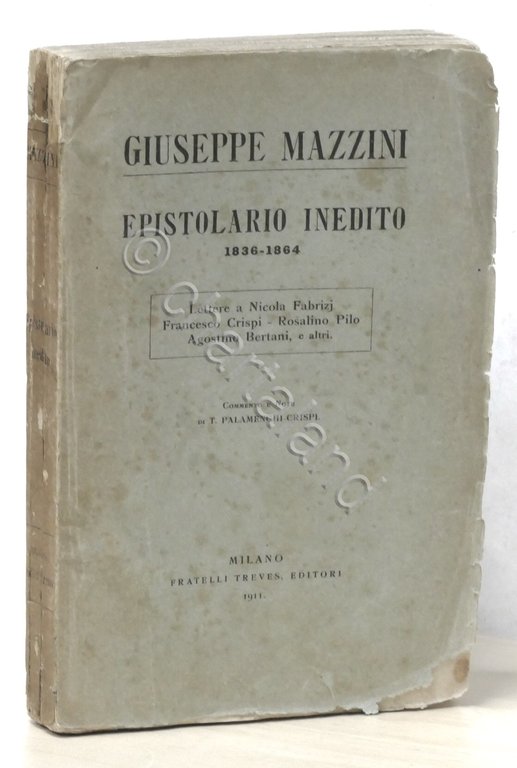 GIUSEPPE MAZZINI
EPISTOLARIO INEDITO
1836-1864
Lettere a Nicola Fabrizj
Francesco Crispi - Rosalino Pilo
Agostino Bertani, e altri.
COMMENTO E NOTE
DI T. PALAMENGHI-CRISPI.
MILANO
FRATELLI TREVES, EDITORI
1911.
© chartaland